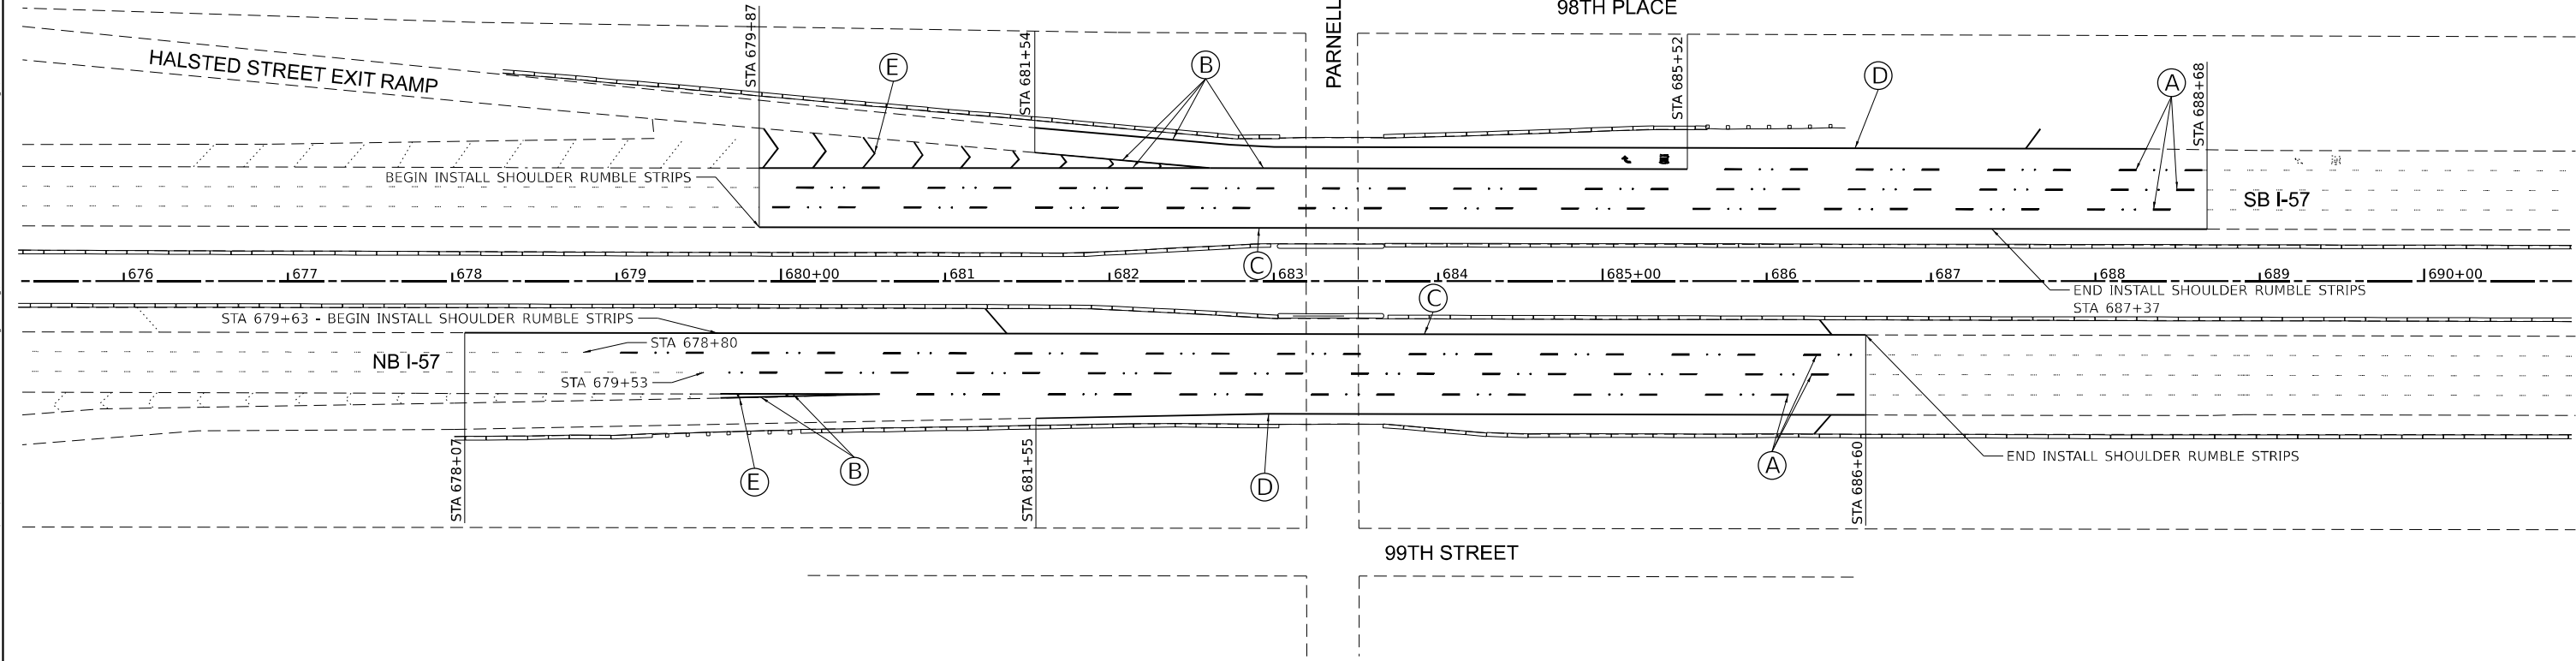 98TH PLACE
PARNELL
STA 679+87
STA 681+54
STA 685+52
STA 688+68
HALSTED STREET EXIT RAMP
E
B
D
A
BEGIN INSTALL SHOULDER RUMBLE STRIPS
SB I-57
C
676
677
678
679
680+00
681
682
683
684
685+00
686
687
688
689
690+00
END INSTALL SHOULDER RUMBLE STRIPS
STA 687+37
C
STA 679+63 - BEGIN INSTALL SHOULDER RUMBLE STRIPS
STA 678+80
NB I-57
STA 679+53
STA 678+07
STA 681+55
STA 686+60
E
B
D
A
END INSTALL SHOULDER RUMBLE STRIPS
99TH STREET